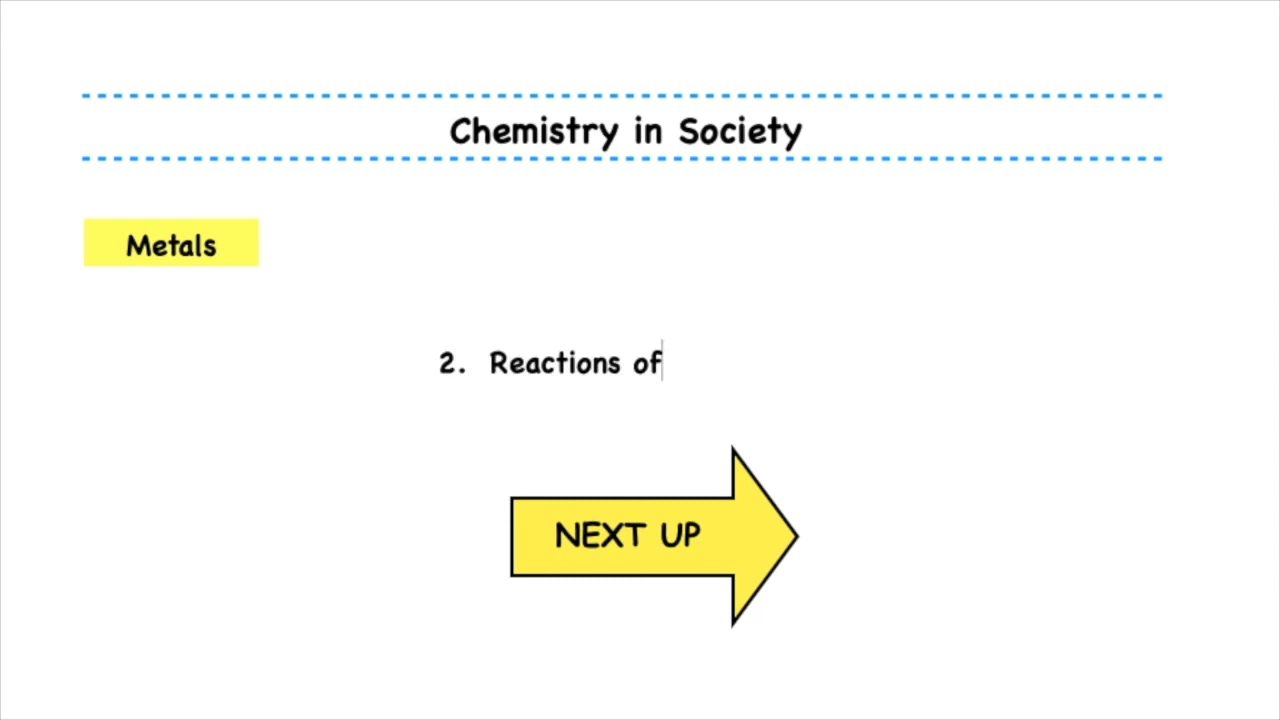 Chemistry in Society
Metals
2. Reactions of
NEXT UP